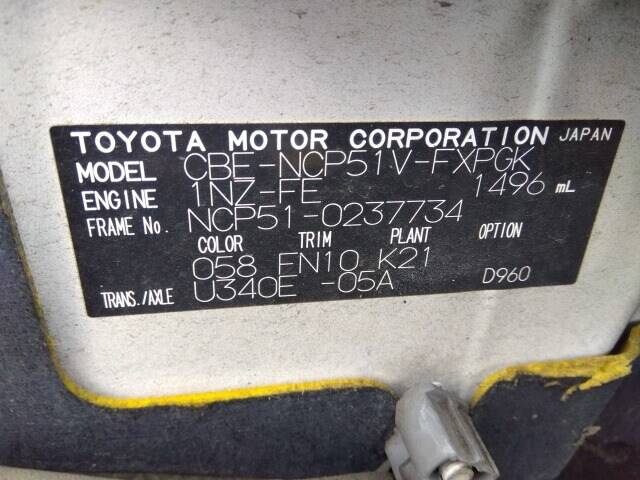 TOYOTA MOTOR CORPORATION JAPAN
MODEL CBE-NCP51V-FXPGK
ENGINE 1NZ-FE 1496 mL
FRAME No. NCP51-0237734
COLOR TRIM PLANT OPTION
058 FN10 K21
TRANS./AXLE U340E -05A D960